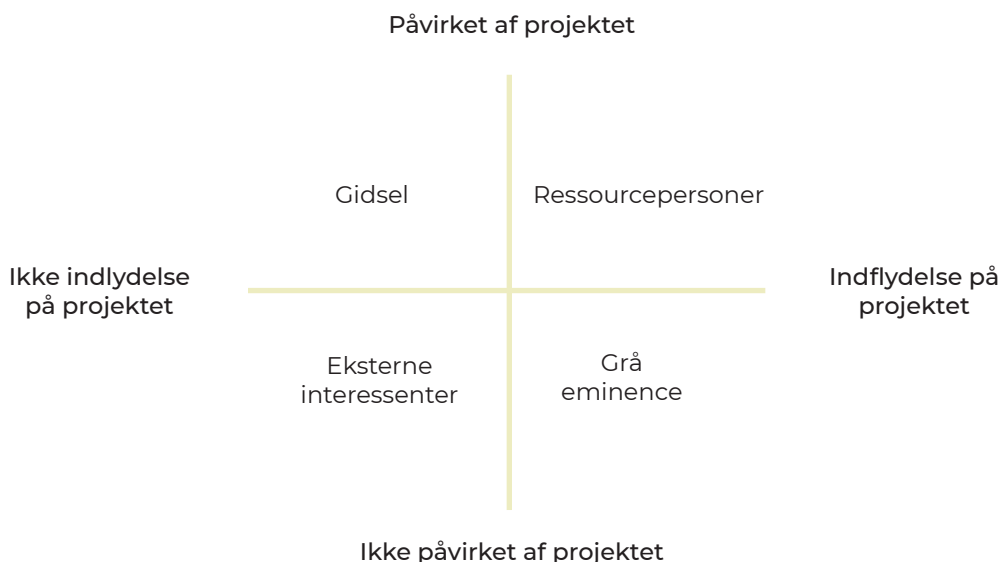 Påvirket af projektet
Gidsel
Ressourcepersoner
Ikke indlydelse
på projektet
Indflydelse på
projektet
Eksterne
interessenter
Grå
eminence
Ikke påvirket af projektet